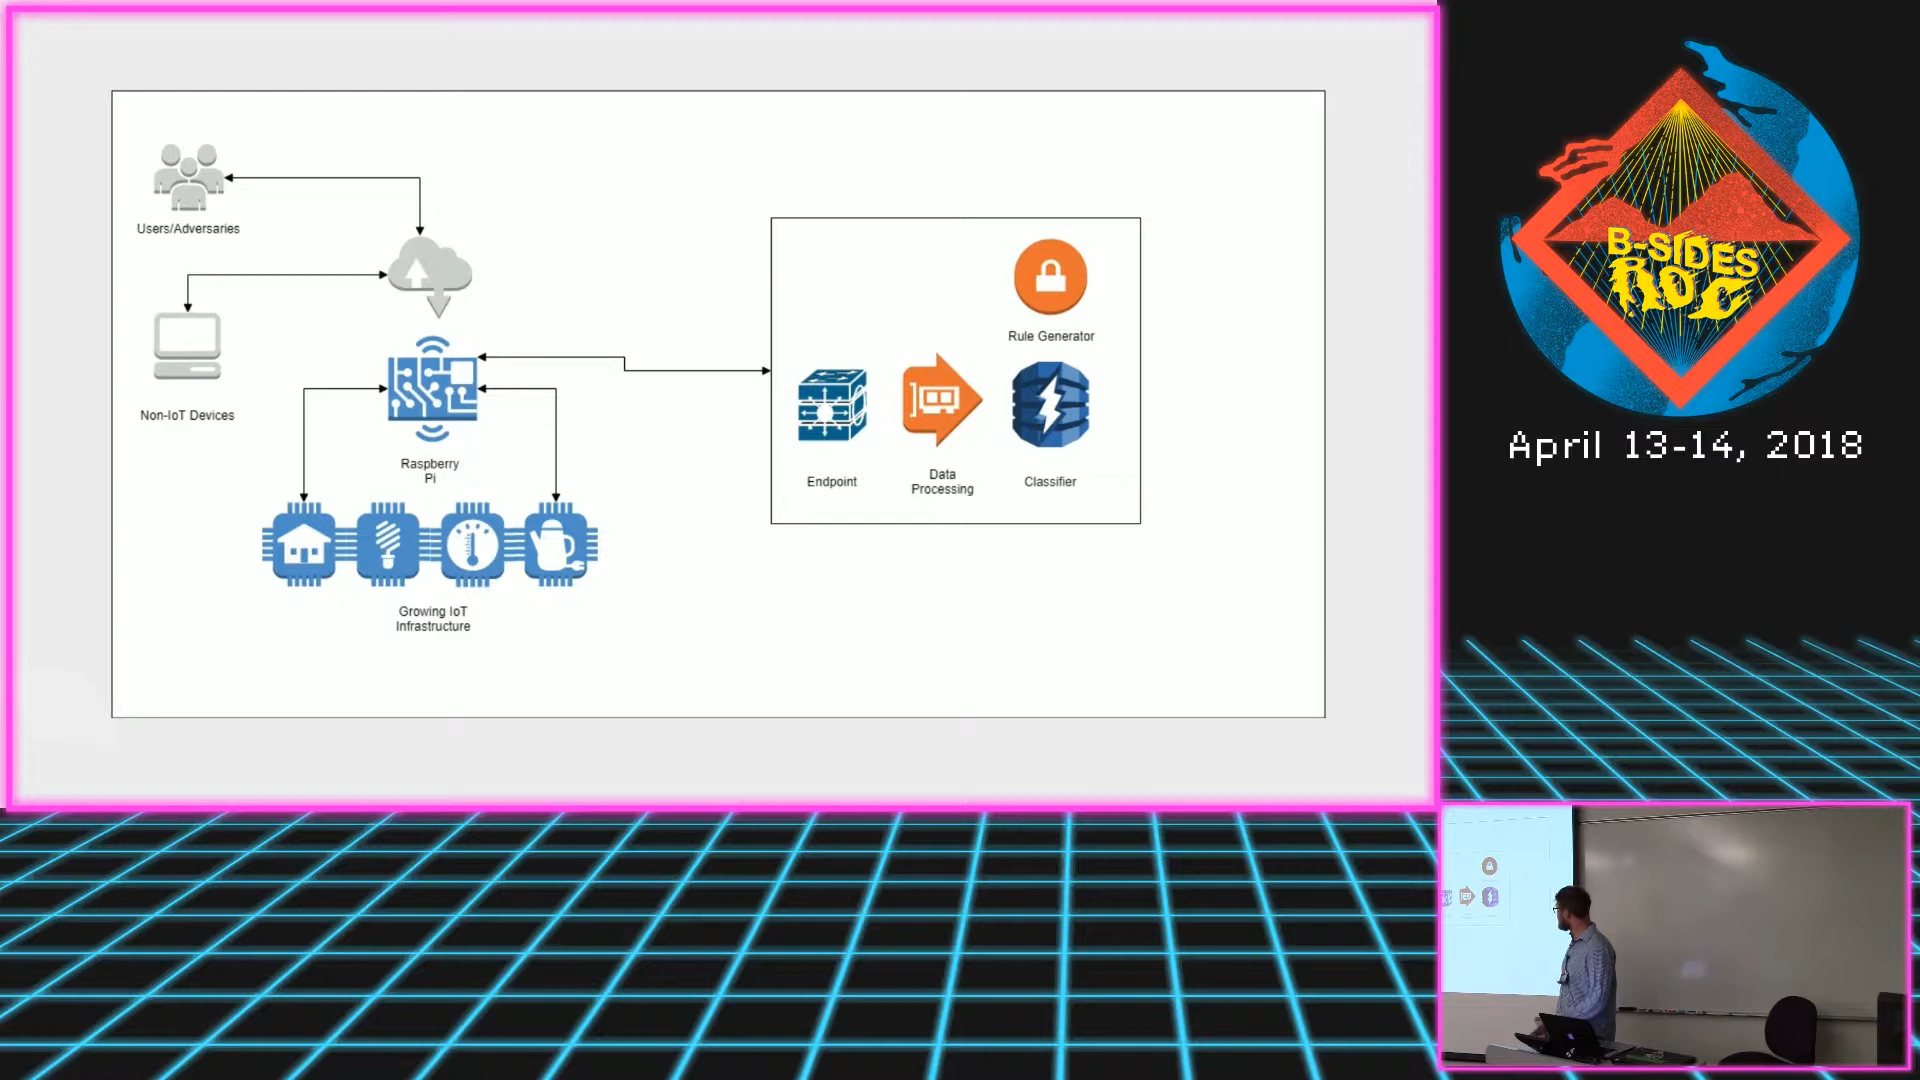 Users/Adversaries
Non-IoT Devices
Raspberry
Pi
Growing IoT
Infrastructure
Rule Generator
Endpoint
Data
Processing
Classifier
B-SIDES
ROC
April 13-14, 2018